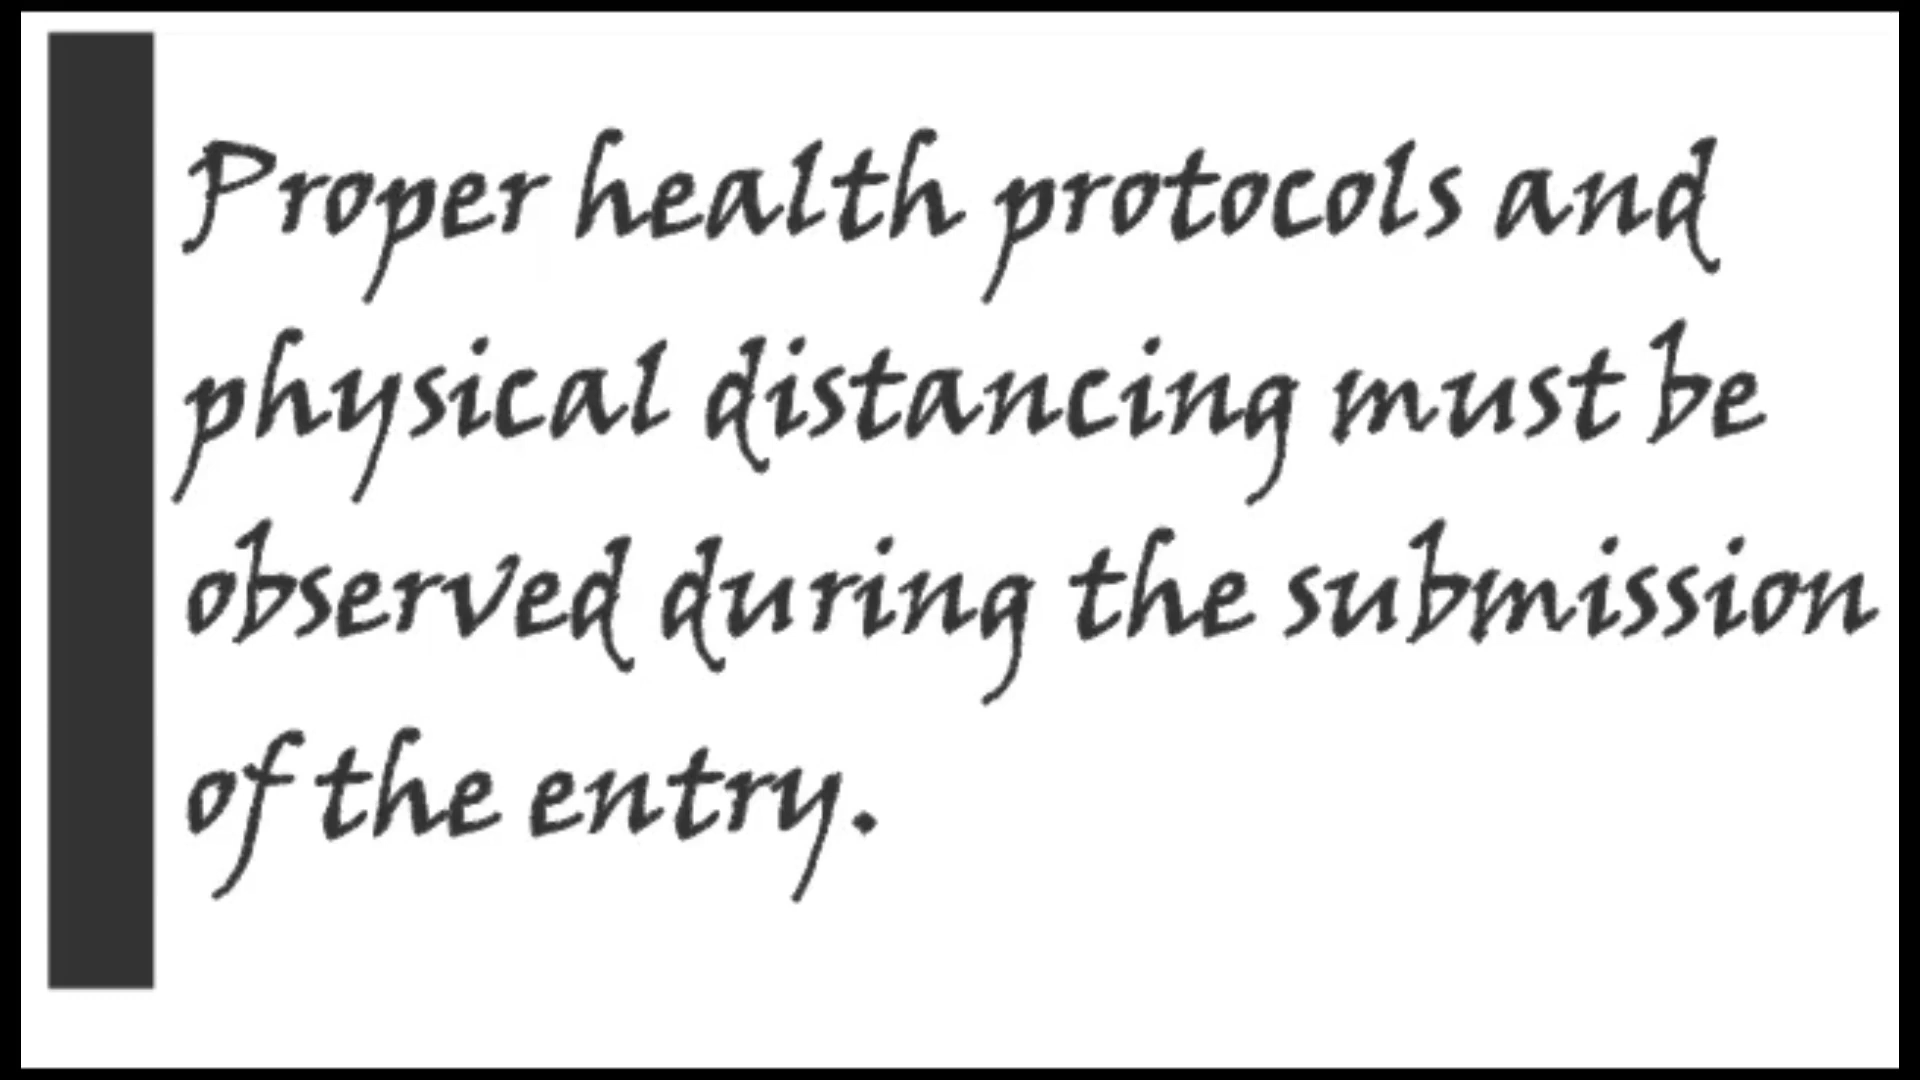 Proper health protocols and
physical distancing must be
observed during the submission
of the entry.